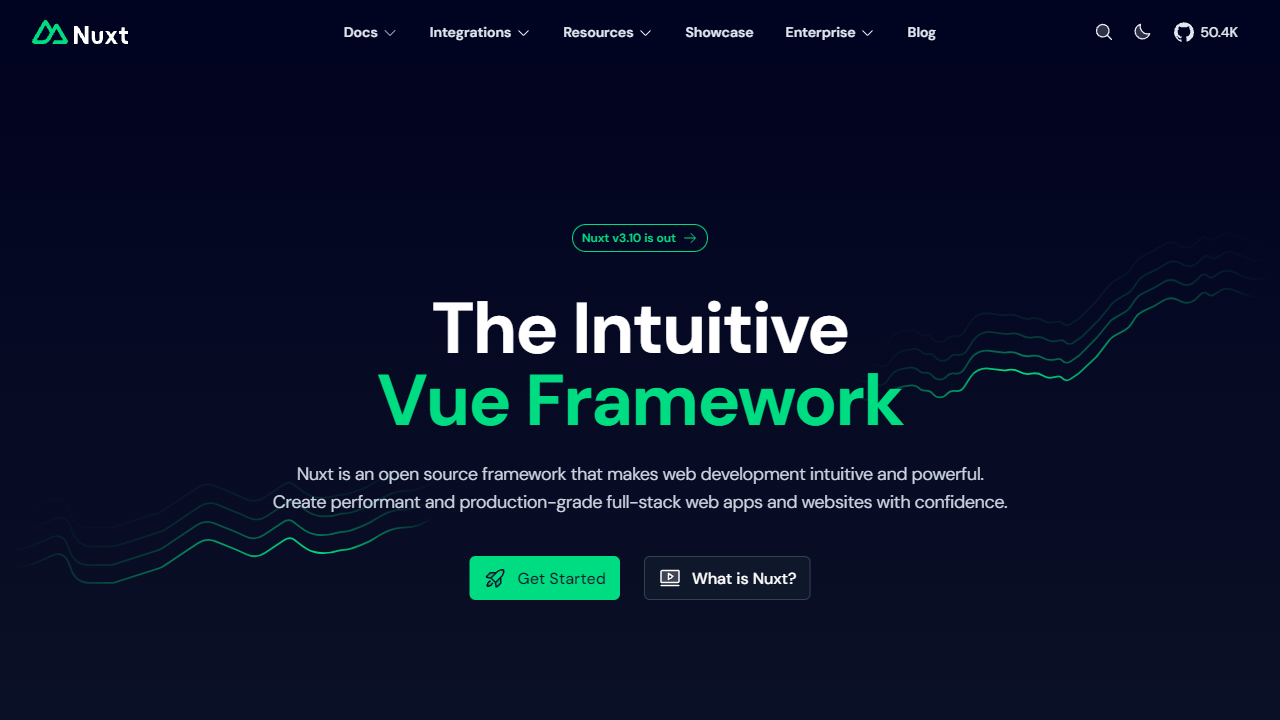 Nuxt
Docs
Integrations
Resources
Showcase
Enterprise
Blog
50.4K
Nuxt v3.10 is out
The Intuitive
Vue Framework
Nuxt is an open source framework that makes web development intuitive and powerful.
Create performant and production-grade full-stack web apps and websites with confidence.
Get Started
What is Nuxt?